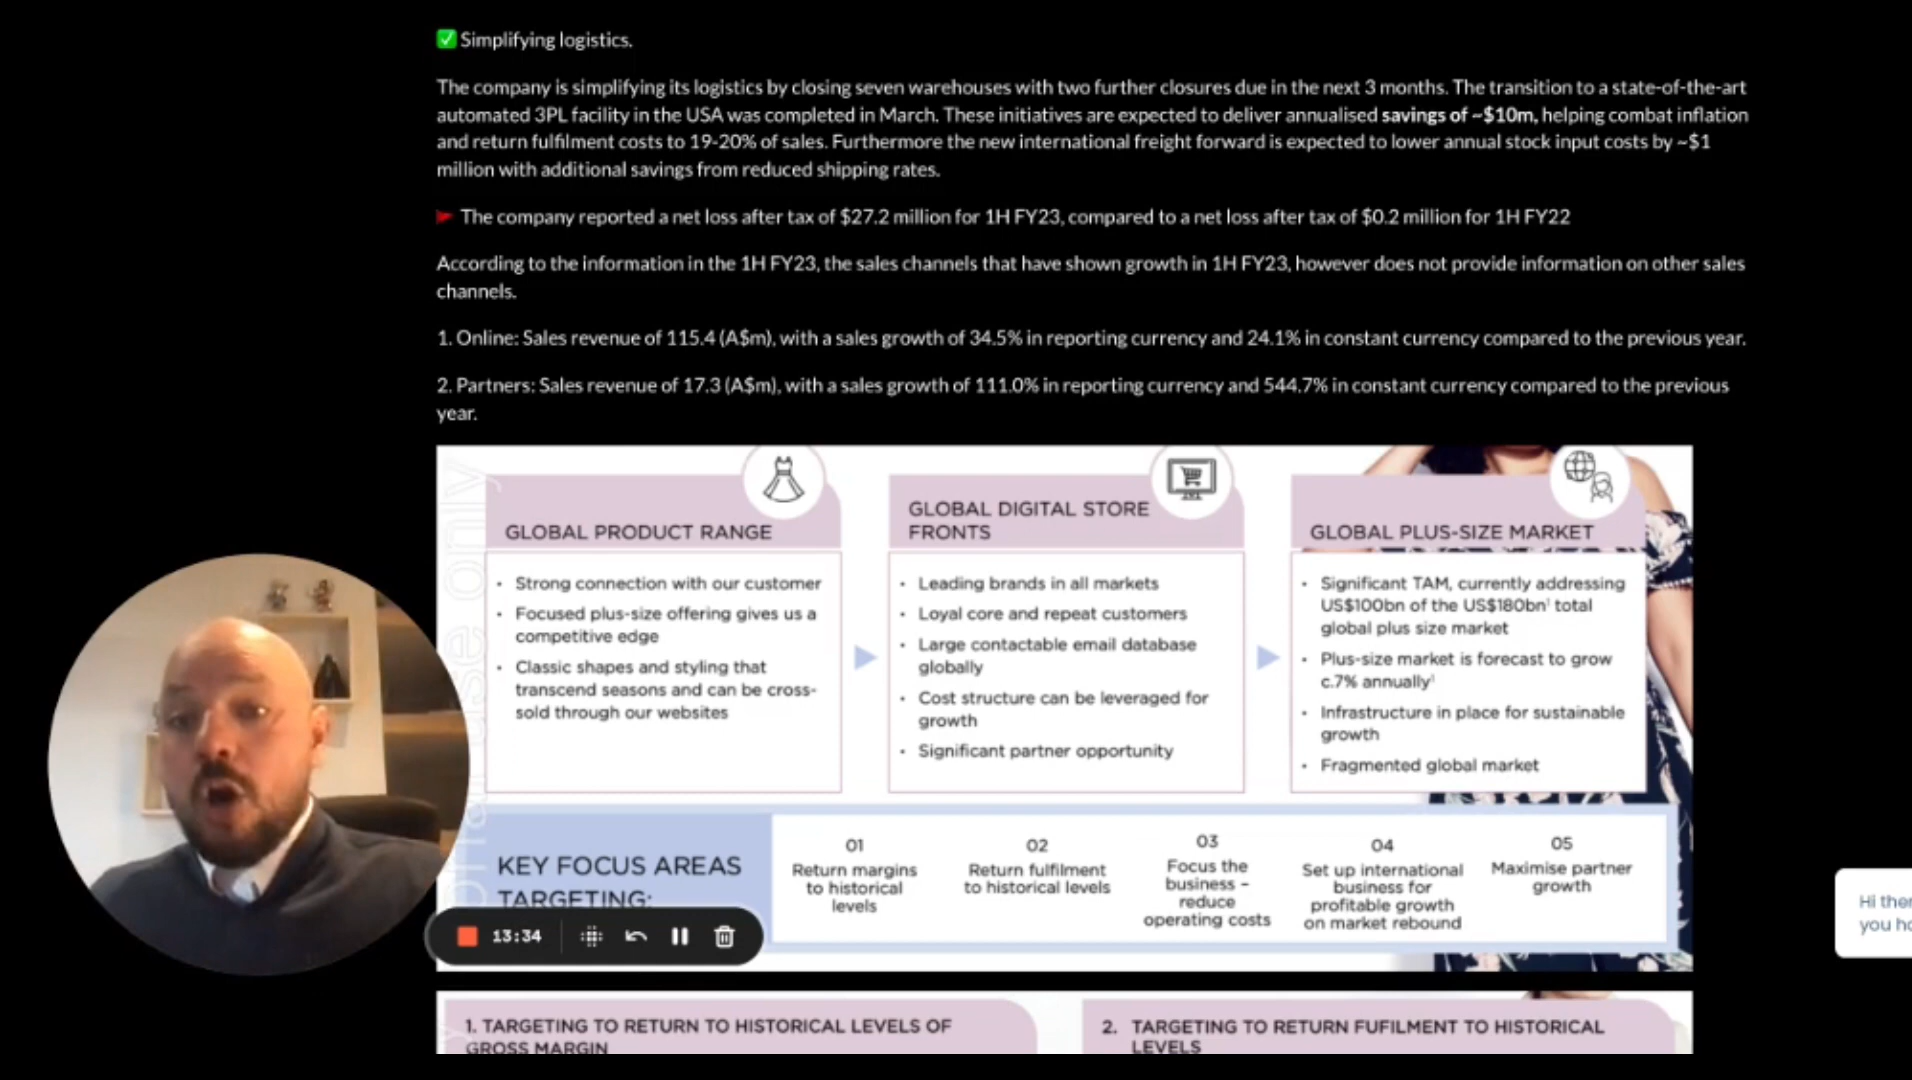 ✅ Simplifying logistics.
The company is simplifying its logistics by closing seven warehouses with two further closures due in the next 3 months. The transition to a state-of-the-art
automated 3PL facility in the USA was completed in March. These initiatives are expected to deliver annualised savings of ~$10m, helping combat inflation
and return fulfilment costs to 19-20% of sales. Furthermore the new international freight forward is expected to lower annual stock input costs by ~$1
million with additional savings from reduced shipping rates.
The company reported a net loss after tax of $27.2 million for 1H FY23, compared to a net loss after tax of $0.2 million for 1H FY22
According to the information in the 1H FY23, the sales channels that have shown growth in 1H FY23, however does not provide information on other sales
channels.
1. Online: Sales revenue of 115.4 (A$m), with a sales growth of 34.5% in reporting currency and 24.1% in constant currency compared to the previous year.
2. Partners: Sales revenue of 17.3 (A$m), with a sales growth of 111.0% in reporting currency and 544.7% in constant currency compared to the previous
year.
GLOBAL PRODUCT RANGE
• Strong connection with our customer
• Focused plus-size offering gives us a
competitive edge
• Classic shapes and styling that
transcend seasons and can be cross-
sold through our websites
GLOBAL DIGITAL STORE
FRONTS
• Leading brands in all markets
• Loyal core and repeat customers
• Large contactable email database
globally
• Cost structure can be leveraged for
growth
• Significant partner opportunity
GLOBAL PLUS-SIZE MARKET
• Significant TAM, currently addressing
US$100bn of the US$180bn¹ total
global plus size market
• Plus-size market is forecast to grow
c.7% annually¹
• Infrastructure in place for sustainable
growth
• Fragmented global market
KEY FOCUS AREAS
TARGETING:
01
Return margins
to historical
levels
02
Return fulfilment
to historical levels
03
Focus the
business –
reduce
operating costs
04
Set up international
business for
profitable growth
on market rebound
05
Maximise partner
growth
13:34
Hi ther
you ha
1. TARGETING TO RETURN TO HISTORICAL LEVELS OF
GROSS MARGIN
2. TARGETING TO RETURN FUFILMENT TO HISTORICAL
LEVELS